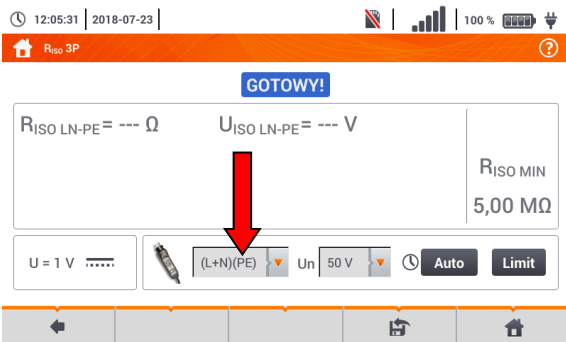 12:05:31 2018-07-23 100 %
RISO 3P ?
GOTOWY!
RISO LN-PE= --- Ω UISO LN-PE= --- V
RISO MIN
5,00 MΩ
U = 1 V (L+N)(PE) Un 50 V Auto Limit